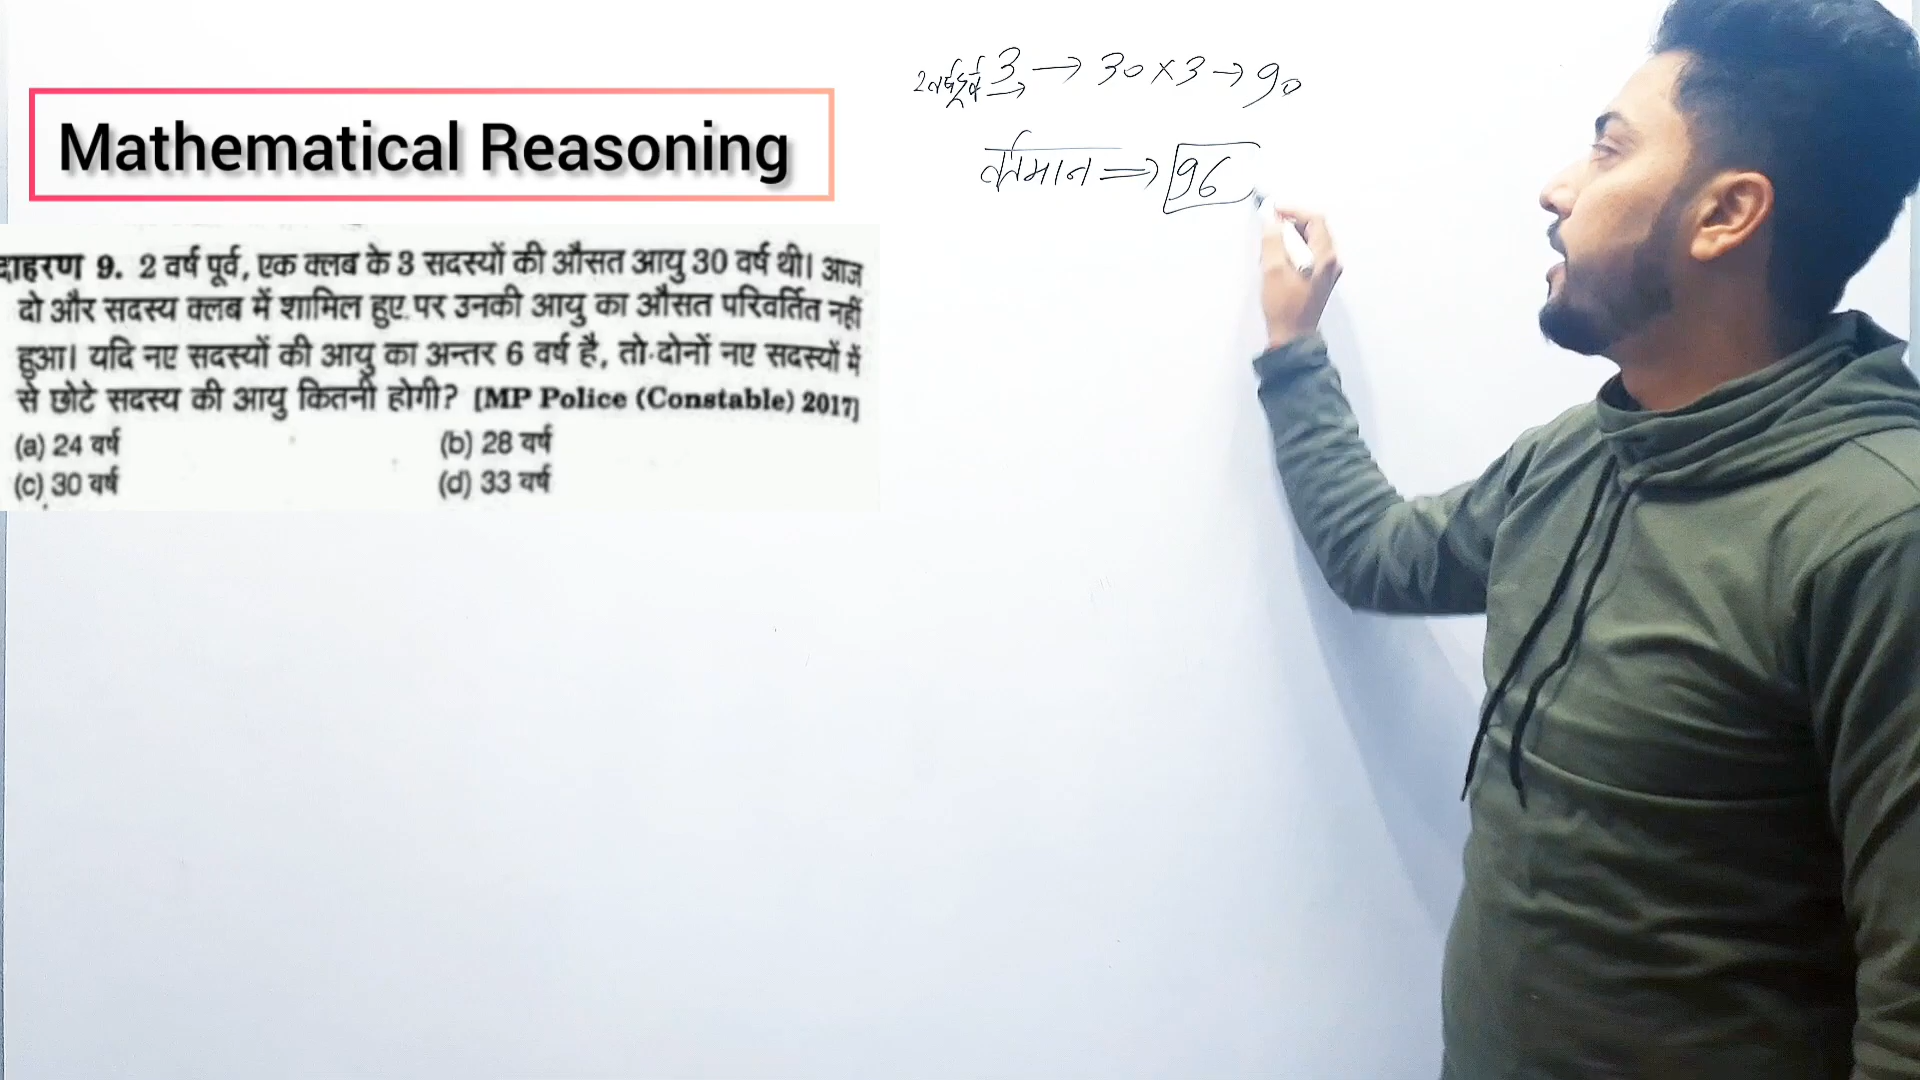 Mathematical Reasoning
दाहरण 9. 2 वर्ष पूर्व, एक क्लब के 3 सदस्यों की औसत आयु 30 वर्ष थी। आज
दो और सदस्य क्लब में शामिल हुए पर उनकी आयु का औसत परिवर्तित नहीं
हुआ। यदि नए सदस्यों की आयु का अन्तर 6 वर्ष है, तो दोनों नए सदस्यों में
से छोटे सदस्य की आयु कितनी होगी? [MP Police (Constable) 2017]
(a) 24 वर्ष (b) 28 वर्ष
(c) 30 वर्ष (d) 33 वर्ष
2 वर्ष पूर्व 3 → 30 × 3 → 90
वर्तमान ⇒ 96